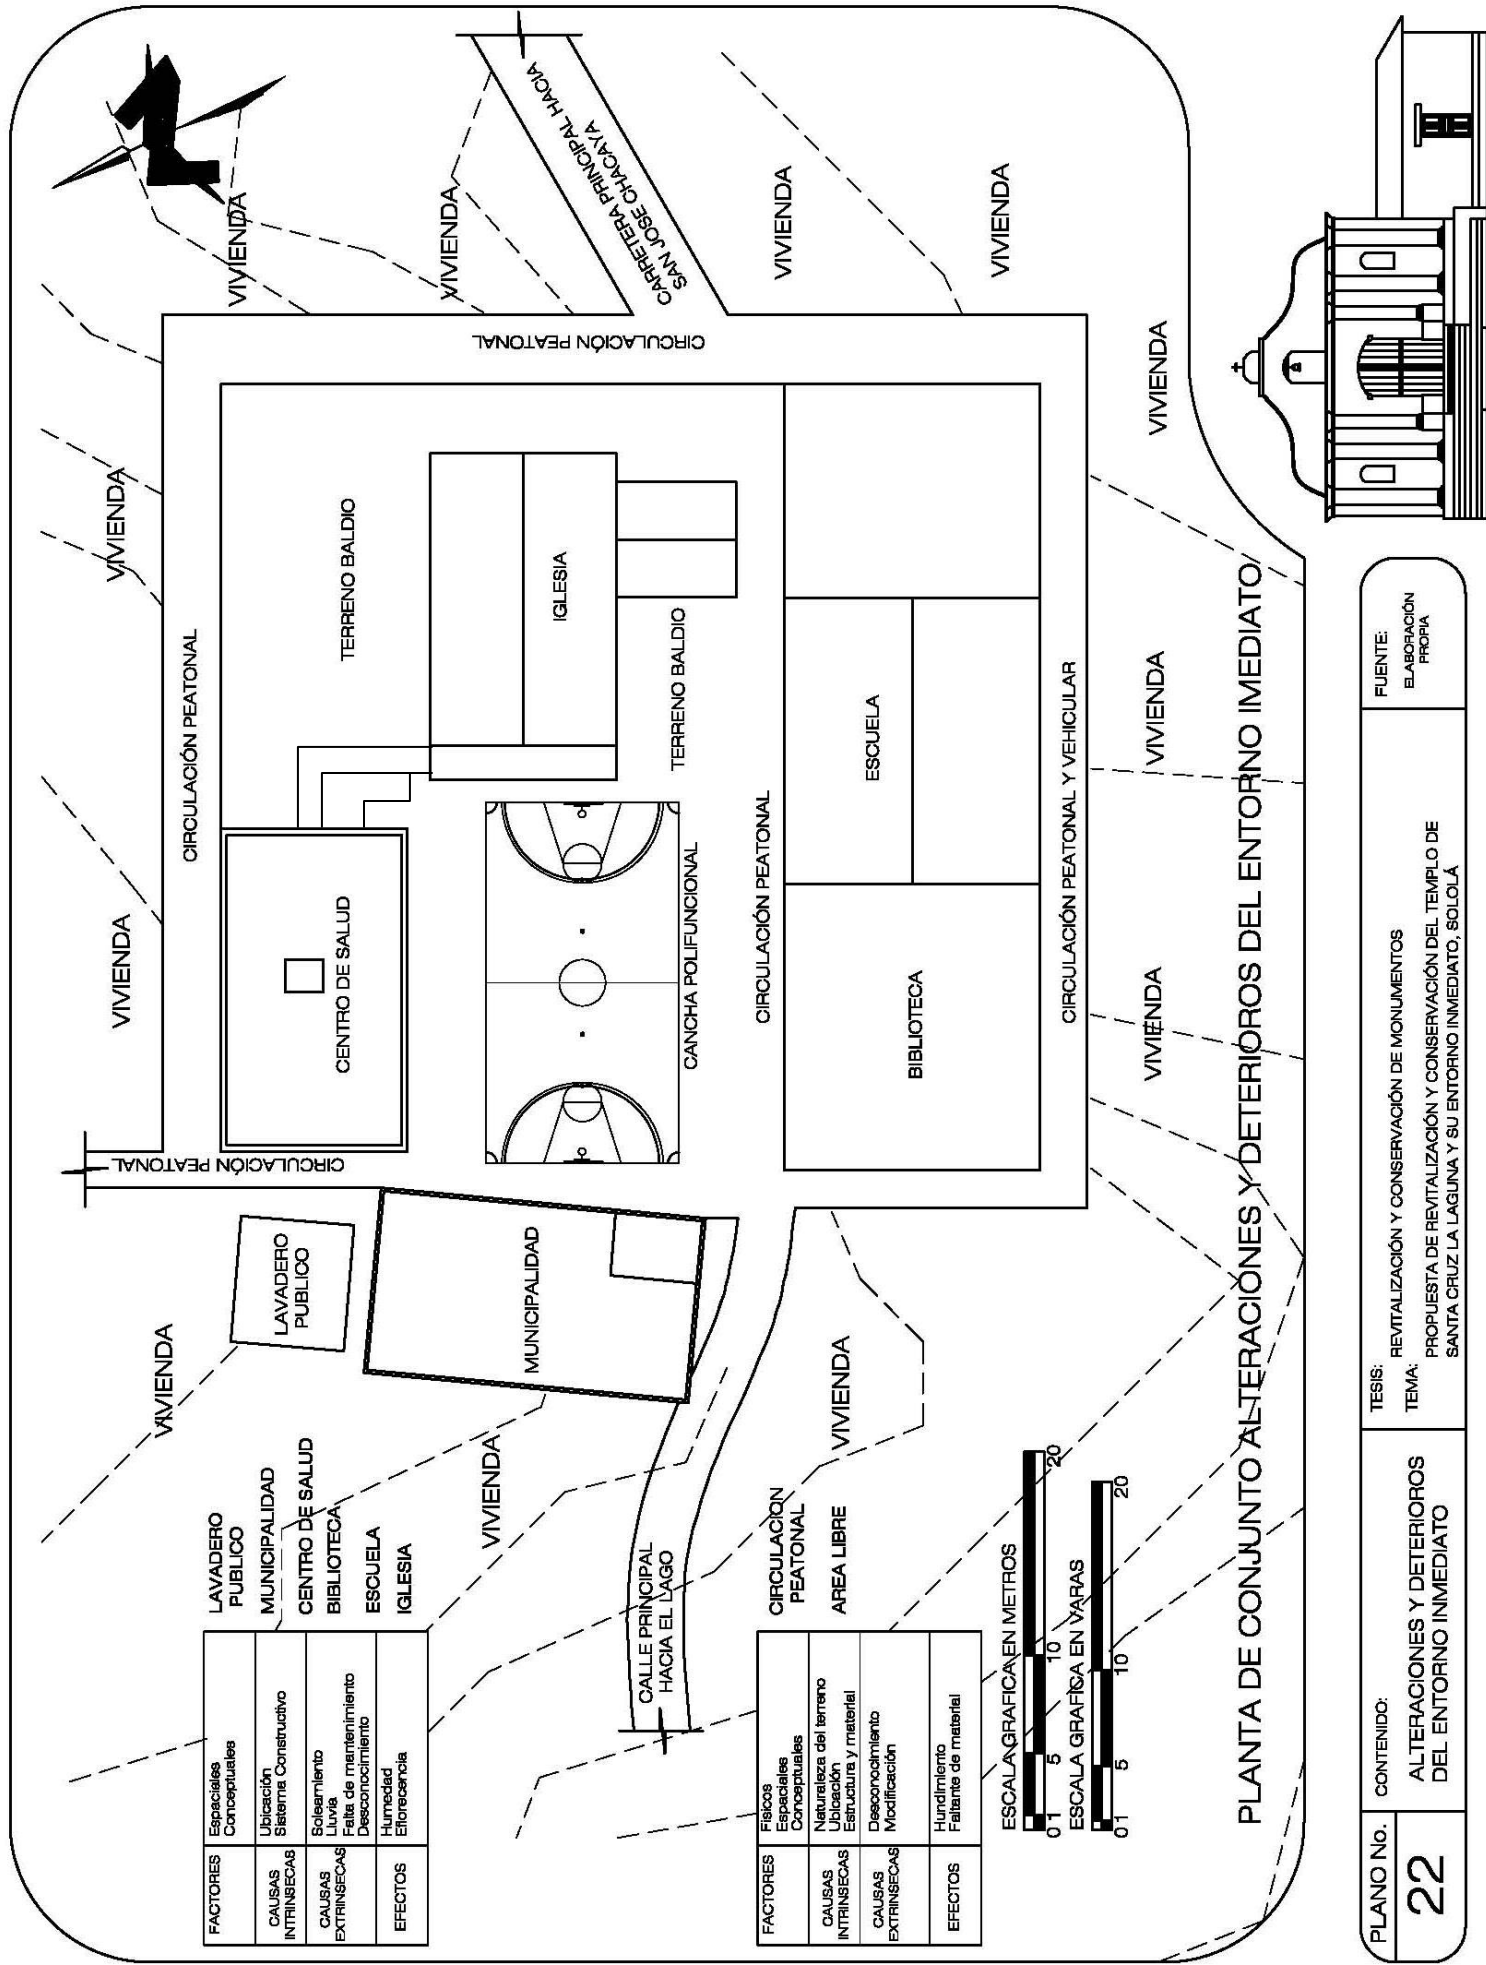 FACTORES
Espaciales
Conceptuales
CAUSAS
INTRINSECAS
Ubicación
Sistema Constructivo
CAUSAS
EXTRINSECAS
Soleamiento
Lluvia
Falta de mantenimiento
Desconocimiento
EFECTOS
Humedad
Eflorecencia
LAVADERO
PUBLICO
MUNICIPALIDAD
CENTRO DE SALUD
BIBLIOTECA
ESCUELA
IGLESIA
FACTORES
Fisicos
Espaciales
Conceptuales
CAUSAS
INTRINSECAS
Naturaleza del terreno
Ubicación
Estructura y material
CAUSAS
EXTRINSECAS
Desconocimiento
Modificación
EFECTOS
Hundimiento
Faltante de material
CIRCULACION
PEATONAL
AREA LIBRE
ESCALA GRAFICA EN METROS
0 1 5 10 20
ESCALA GRAFICA EN VARAS
0 1 5 10 20
CALLE PRINCIPAL
HACIA EL LAGO
VIVIENDA
VIVIENDA
VIVIENDA
LAVADERO
PUBLICO
MUNICIPALIDAD
CIRCULACIÓN PEATONAL
VIVIENDA
VIVIENDA
VIVIENDA
VIVIENDA
CIRCULACIÓN PEATONAL
CENTRO DE SALUD
TERRENO BALDIO
IGLESIA
TERRENO BALDIO
CANCHA POLIFUNCIONAL
CIRCULACIÓN PEATONAL
BIBLIOTECA
ESCUELA
CIRCULACIÓN PEATONAL Y VEHICULAR
CIRCULACIÓN PEATONAL
CARRETERA PRINCIPAL HACIA
SAN JOSE CHACAYA
VIVIENDA
VIVIENDA
VIVIENDA
VIVIENDA
VIVIENDA
VIVIENDA
PLANTA DE CONJUNTO ALTERACIONES Y DETERIOROS DEL ENTORNO IMEDIATO
PLANO No.
22
CONTENIDO:
ALTERACIONES Y DETERIOROS
DEL ENTORNO INMEDIATO
TESIS:
REVITALIZACIÓN Y CONSERVACIÓN DE MONUMENTOS
TEMA:
PROPUESTA DE REVITALIZACIÓN Y CONSERVACIÓN DEL TEMPLO DE
SANTA CRUZ LA LAGUNA Y SU ENTORNO INMEDIATO, SOLOLÁ
FUENTE:
ELABORACIÓN
PROPIA